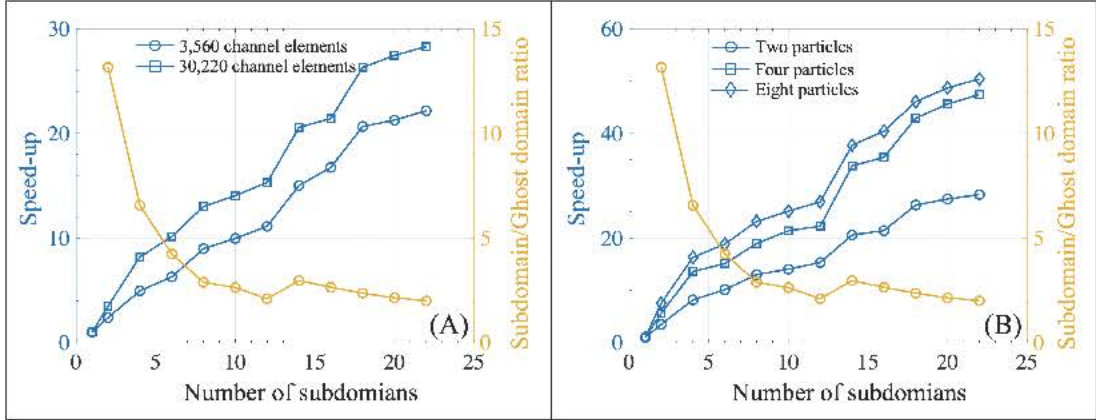 30
20
10
0
Speed-up
3,560 channel elements
30,220 channel elements
15
10
5
0
Subdomain/Ghost domain ratio
(A)
0 5 10 15 20 25
Number of subdomians
60
40
20
0
Speed-up
Two particles
Four particles
Eight particles
15
10
5
0
Subdomain/Ghost domain ratio
(B)
0 5 10 15 20 25
Number of subdomians